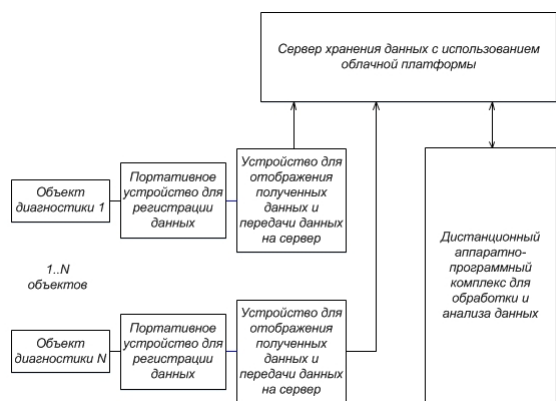 Сервер хранения данных с использованием
облачной платформы
Объект
диагностики 1
Портативное
устройство для
регистрации
данных
Устройство для
отображения
полученных
данных и
передачи данных
на сервер
1..N
объектов
Объект
диагностики N
Портативное
устройство для
регистрации
данных
Устройство для
отображения
полученных
данных и
передачи данных
на сервер
Дистанционный
аппаратно-
программный
комплекс для
обработки и
анализа данных